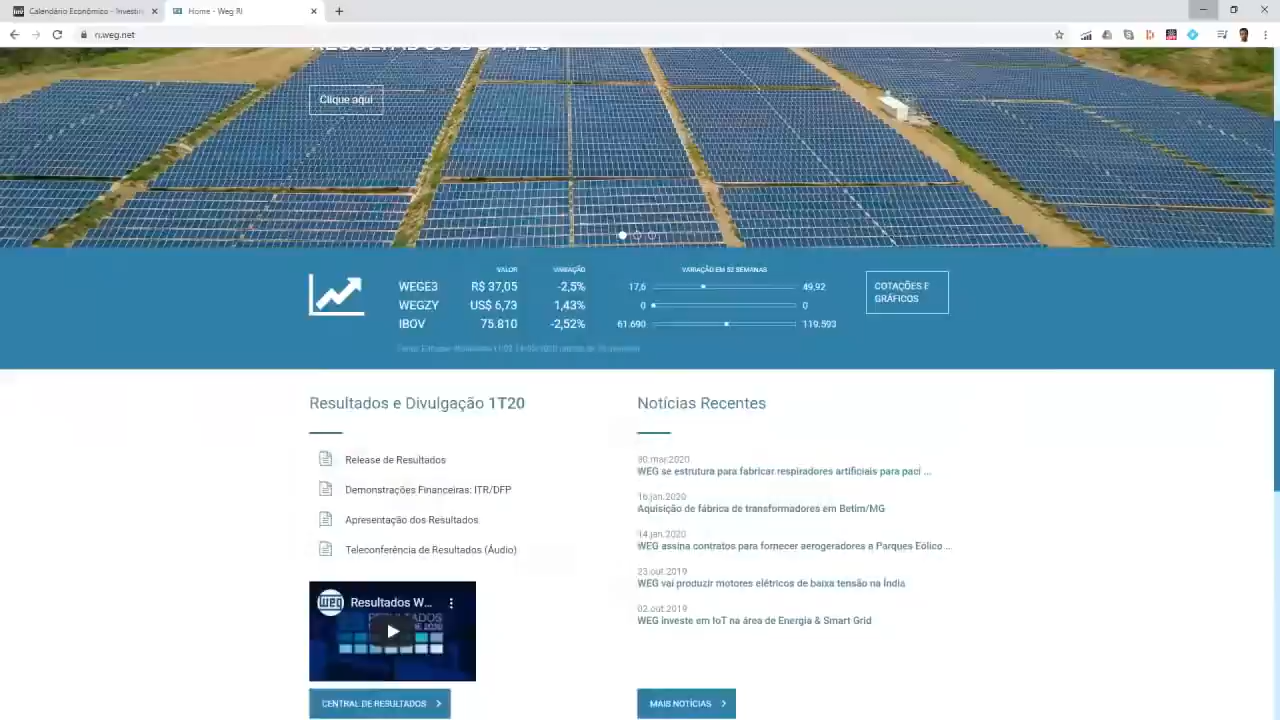 Calendário Econômico - Investin
Home - Weg RI
ri.weg.net
RESULTADOS DO 1T20
Clique aqui
VALOR VARIAÇÃO VARIAÇÃO EM 52 SEMANAS
WEGE3 R$ 37,05 -2,5% 17,6 49,92
WEGZY US$ 6,73 1,43% 0 0
IBOV 75.810 -2,52% 61.690 119.593
COTAÇÕES E
GRÁFICOS
Resultados e Divulgação 1T20
Release de Resultados
Demonstrações Financeiras: ITR/DFP
Apresentação dos Resultados
Teleconferência de Resultados (Áudio)
weg
Resultados W...
RESULTADOS
CENTRAL DE RESULTADOS
Notícias Recentes
30.mar.2020
WEG se estrutura para fabricar respiradores artificiais para paci ...
16.jan.2020
Aquisição de fábrica de transformadores em Betim/MG
14.jan.2020
WEG assina contratos para fornecer aerogeradores a Parques Eólico ...
23.out.2019
WEG vai produzir motores elétricos de baixa tensão na Índia
02.out.2019
WEG investe em IoT na área de Energia & Smart Grid
MAIS NOTÍCIAS